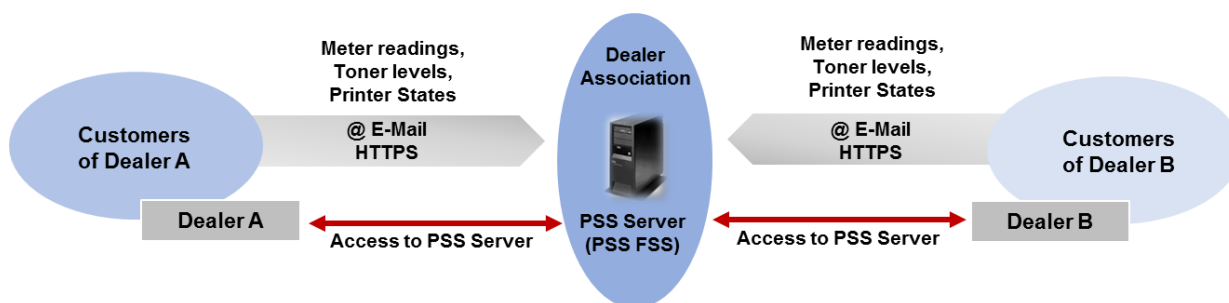 Customers
of Dealer A
Meter readings,
Toner levels,
Printer States
@ E-Mail
HTTPS
Dealer A
Access to PSS Server
Dealer
Association
PSS Server
(PSS FSS)
Meter readings,
Toner levels,
Printer States
@ E-Mail
HTTPS
Access to PSS Server
Customers
of Dealer B
Dealer B